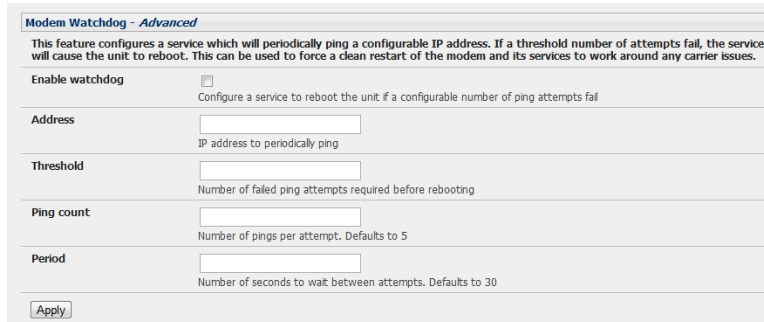 Modem Watchdog - Advanced
This feature configures a service which will periodically ping a configurable IP address. If a threshold number of attempts fail, the service
will cause the unit to reboot. This can be used to force a clean restart of the modem and its services to work around any carrier issues.
Enable watchdog
Configure a service to reboot the unit if a configurable number of ping attempts fail
Address
IP address to periodically ping
Threshold
Number of failed ping attempts required before rebooting
Ping count
Number of pings per attempt. Defaults to 5
Period
Number of seconds to wait between attempts. Defaults to 30
Apply